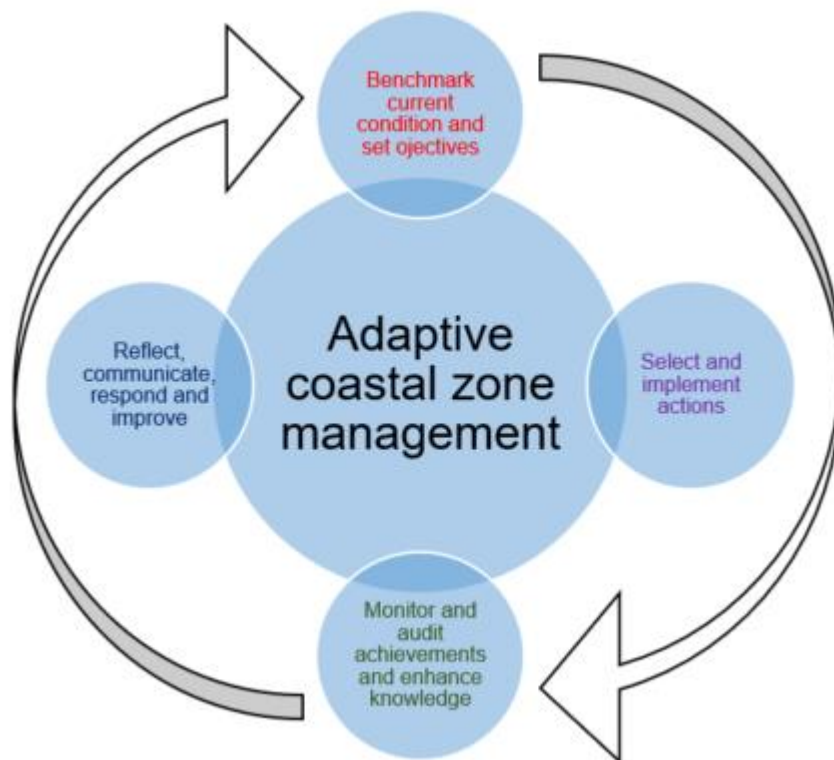 Benchmark
current
condition and
set ojectives
Adaptive
coastal zone
management
Reflect,
communicate,
respond and
improve
Select and
implement
actions
Monitor and
audit
achievements
and enhance
knowledge